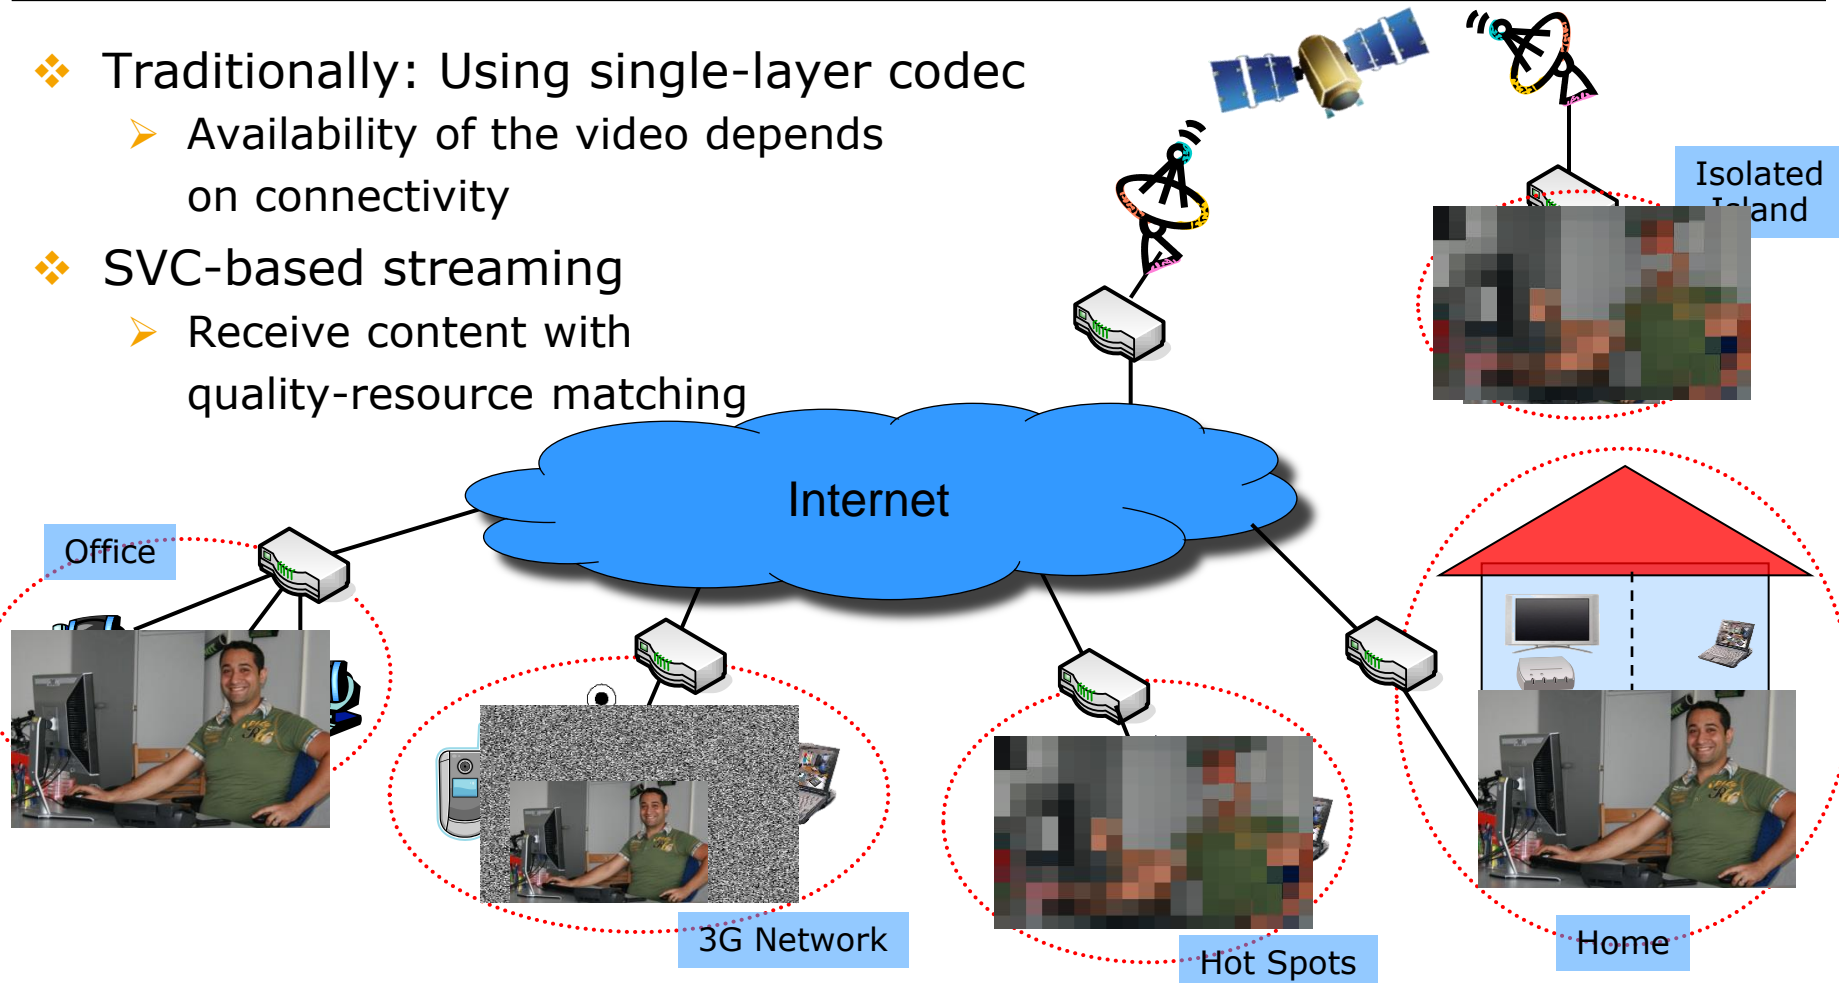 Traditionally: Using single-layer codec
Availability of the video depends
on connectivity
SVC-based streaming
Receive content with
quality-resource matching
Isolated
Island
Internet
Office
3G Network
Hot Spots
Home